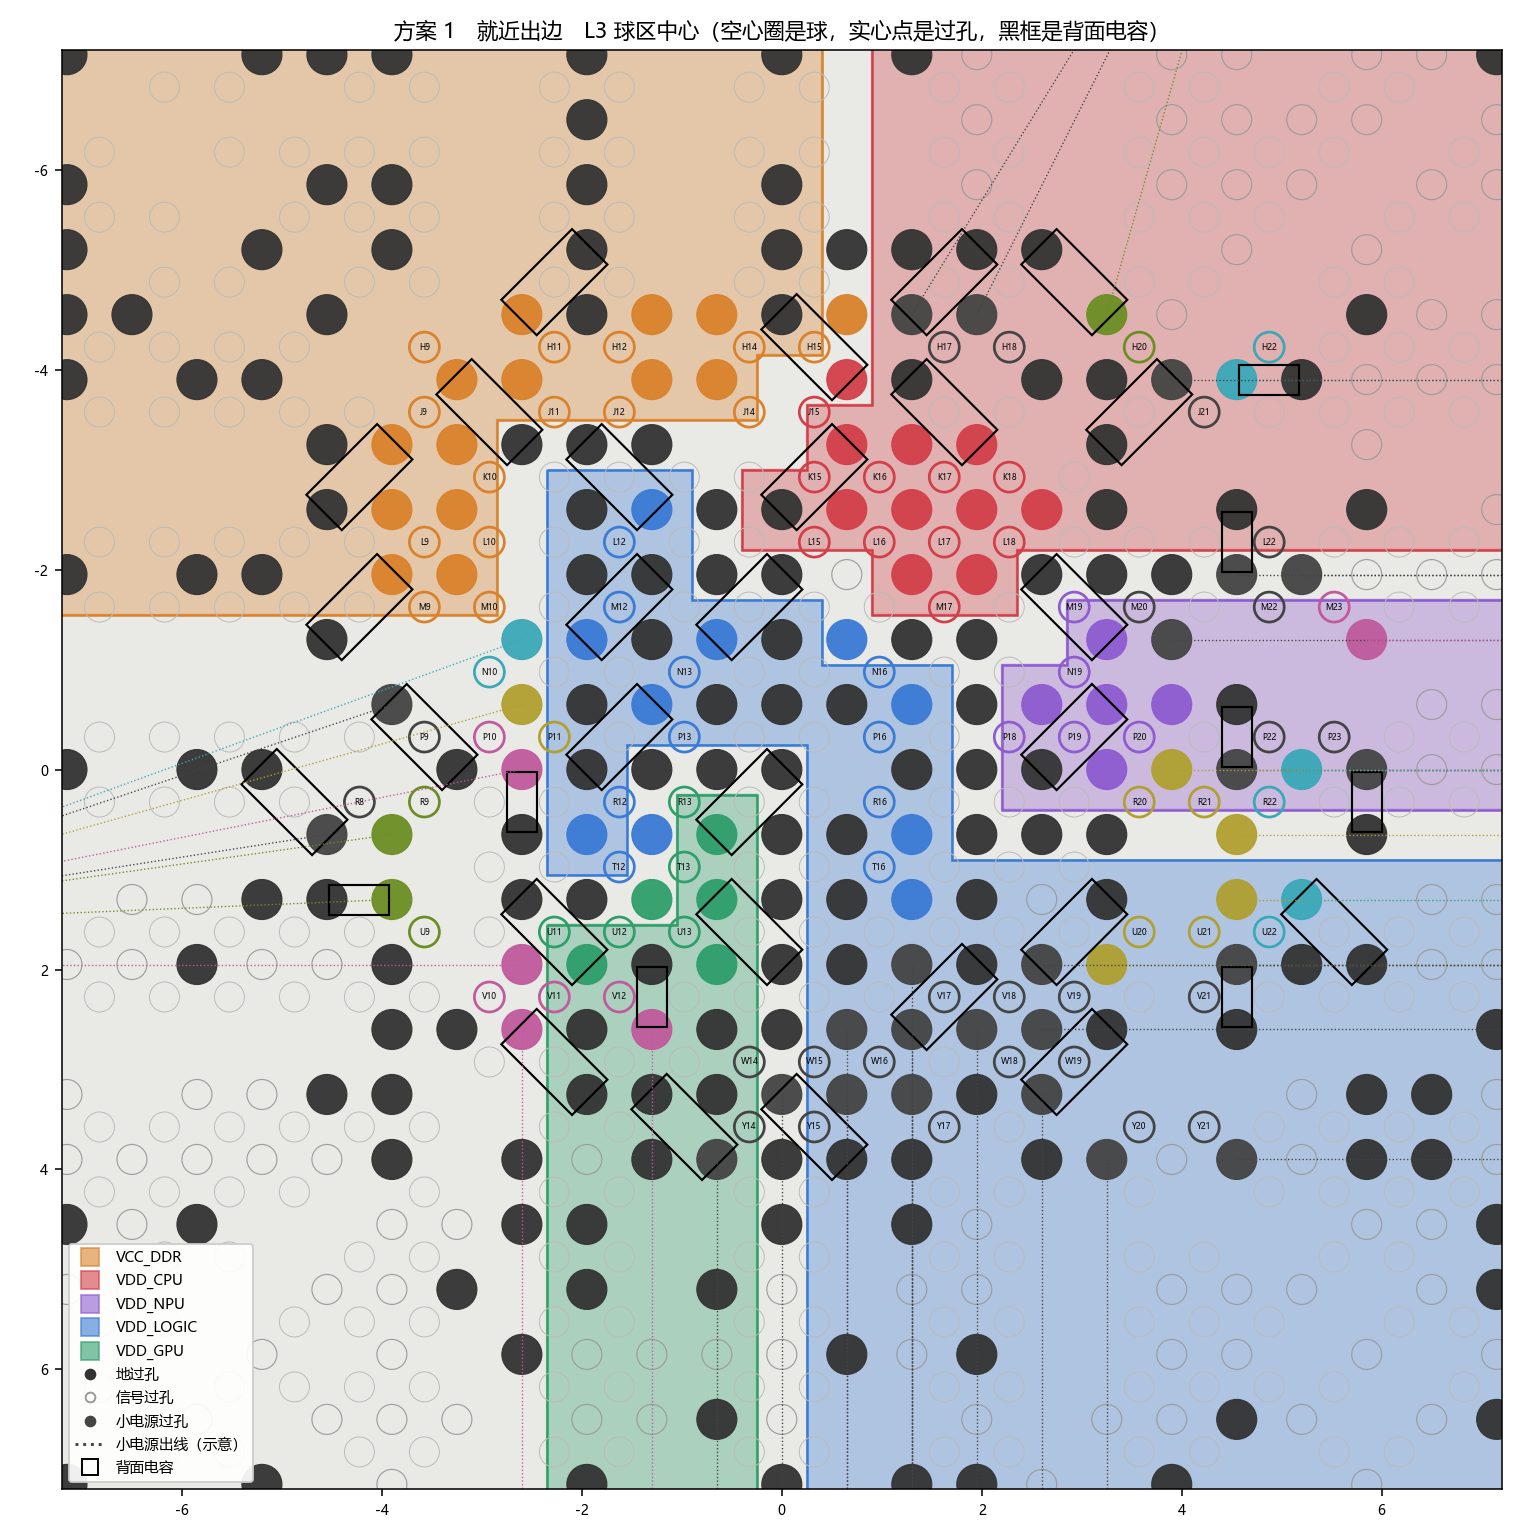 方案 1 就近出边 L3 球区中心（空心圈是球，实心点是过孔，黑框是背面电容）
-6
H9 H11 H12 H14 H15 H17 H18 H20 H22
-4
J9 J11 J12 J14 J15 J21
K10 K15 K16 K17 K18
L9 L10 L12 L15 L16 L17 L18 L22
-2
M9 M10 M12 M17 M19 M20 M22 M23
N10 N13 N16 N19
P9 P10 P11 P13 P16 P18 P19 P20 P22 P23
0
R8 R9 R12 R13 R16 R20 R21 R22
T12 T13 T16
U9 U11 U12 U13 U20 U21 U22
2
V10 V11 V12 V17 V18 V19 V21
W14 W15 W16 W18 W19
Y14 Y15 Y17 Y20 Y21
4
6
VCC_DDR
VDD_CPU
VDD_NPU
VDD_LOGIC
VDD_GPU
地过孔
信号过孔
小电源过孔
小电源出线（示意）
背面电容
-6 -4 -2 0 2 4 6